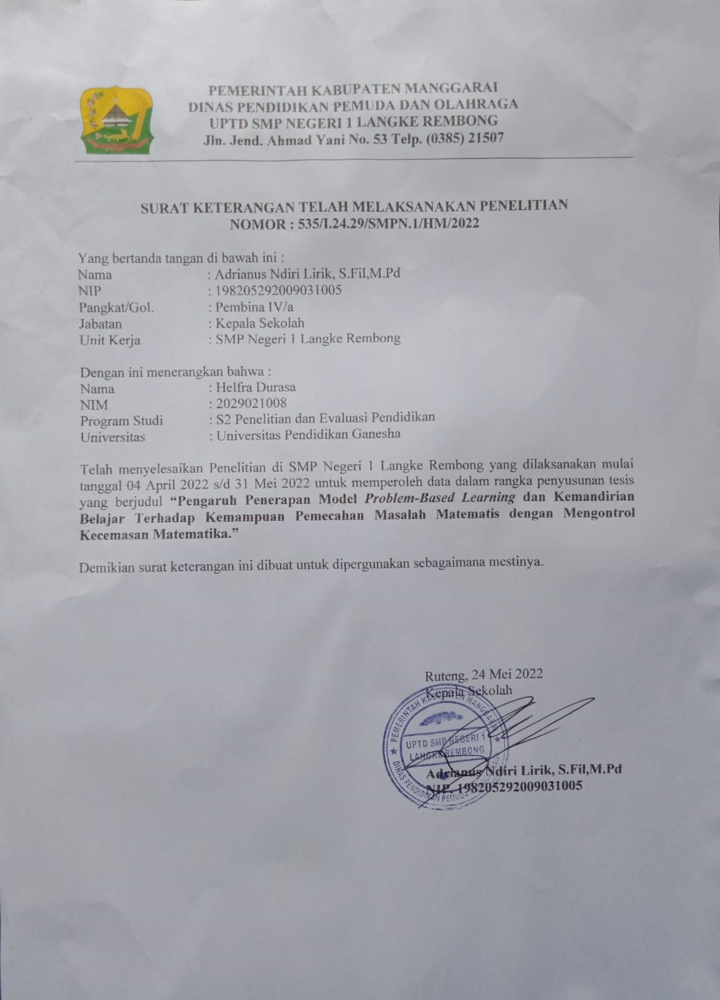 PEMERINTAH KABUPATEN MANGGARAI
DINAS PENDIDIKAN PEMUDA DAN OLAHRAGA
UPTD SMP NEGERI 1 LANGKE REMBONG
Jln. Jend. Ahmad Yani No. 53 Telp. (0385) 21507
SURAT KETERANGAN TELAH MELAKSANAKAN PENELITIAN
NOMOR : 535/I.24.29/SMPN.1/HM/2022
Yang bertanda tangan di bawah ini :
Nama : Adrianus Ndiri Lirik, S.Fil,M.Pd
NIP : 198205292009031005
Pangkat/Gol. : Pembina IV/a
Jabatan : Kepala Sekolah
Unit Kerja : SMP Negeri 1 Langke Rembong
Dengan ini menerangkan bahwa :
Nama : Helfra Durasa
NIM : 2029021008
Program Studi : S2 Penelitian dan Evaluasi Pendidikan
Universitas : Universitas Pendidikan Ganesha
Telah menyelesaikan Penelitian di SMP Negeri 1 Langke Rembong yang dilaksanakan mulai
tanggal 04 April 2022 s/d 31 Mei 2022 untuk memperoleh data dalam rangka penyusunan tesis
yang berjudul “Pengaruh Penerapan Model Problem-Based Learning dan Kemandirian
Belajar Terhadap Kemampuan Pemecahan Masalah Matematis dengan Mengontrol
Kecemasan Matematika.”
Demikian surat keterangan ini dibuat untuk dipergunakan sebagaimana mestinya.
Ruteng, 24 Mei 2022
Kepala Sekolah
PEMERINTAH KABUPATEN MANGGARAI
UPTD SMP NEGERI 1
LANGKE REMBONG
DINAS PENDIDIKAN PEMUDA
Adrianus Ndiri Lirik, S.Fil,M.Pd
NIP. 198205292009031005